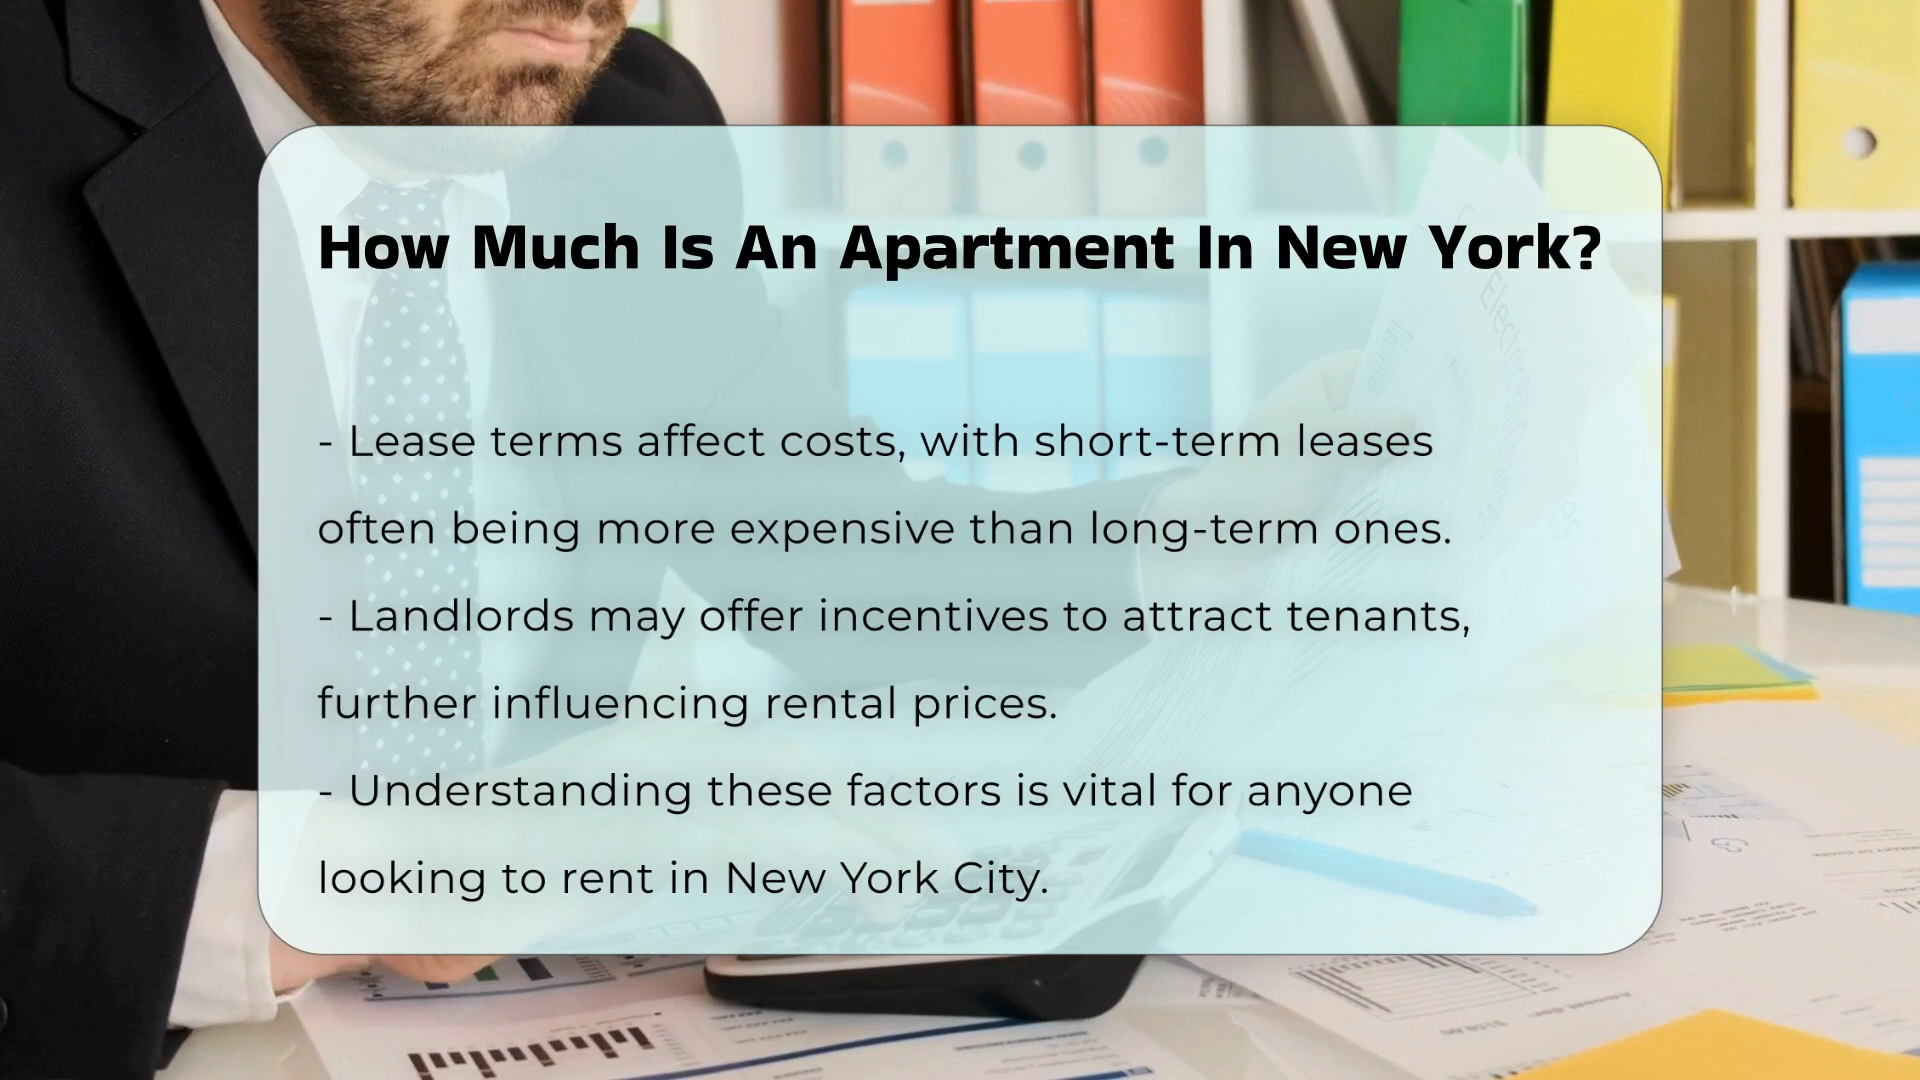 How Much Is An Apartment In New York?
- Lease terms affect costs, with short-term leases
often being more expensive than long-term ones.
- Landlords may offer incentives to attract tenants,
further influencing rental prices.
- Understanding these factors is vital for anyone
looking to rent in New York City.